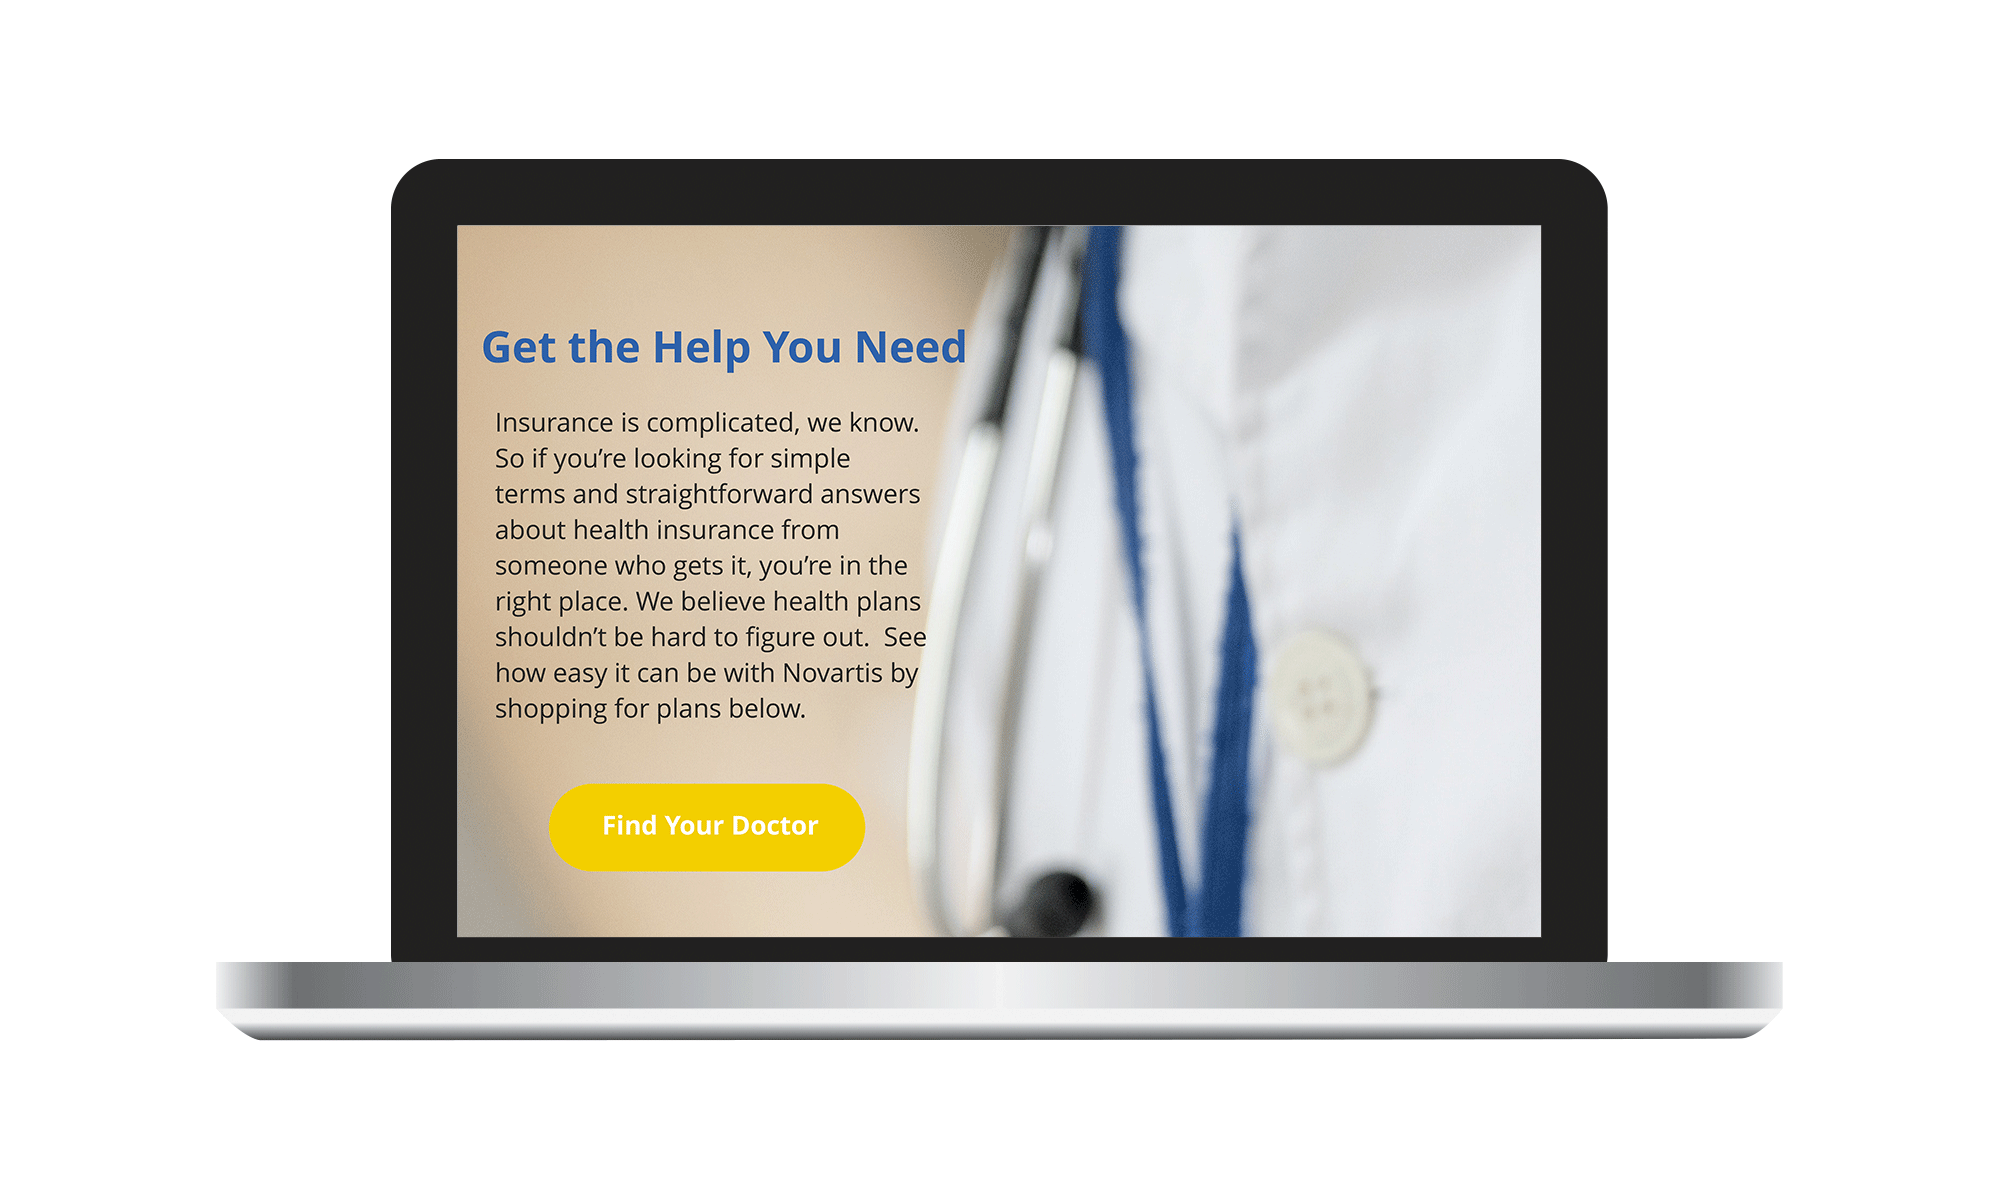 Get the Help You Need
Insurance is complicated, we know.
So if you’re looking for simple
terms and straightforward answers
about health insurance from
someone who gets it, you’re in the
right place. We believe health plans
shouldn’t be hard to figure out.  See
how easy it can be with Novartis by
shopping for plans below.
Find Your Doctor